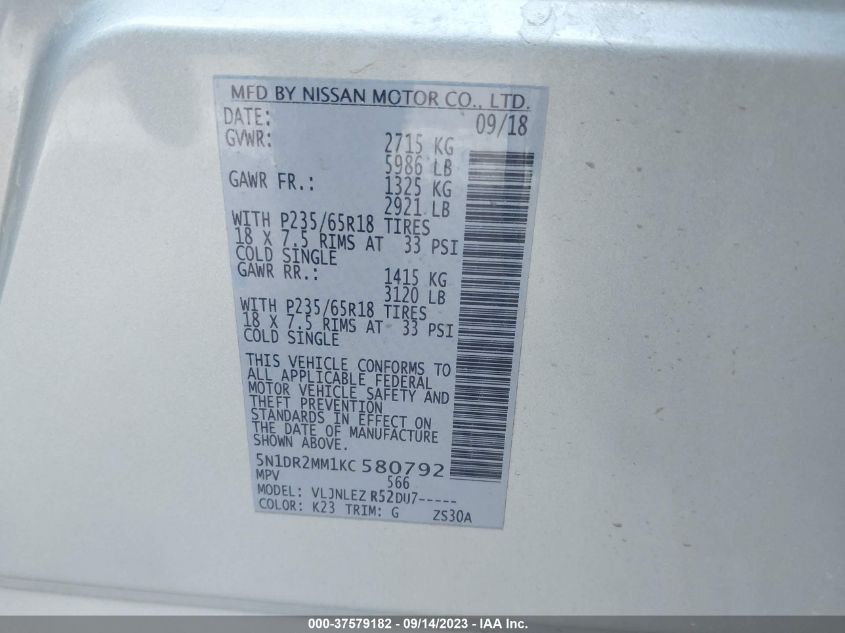 MFD BY NISSAN MOTOR CO., LTD.
DATE: 09/18
GVWR: 2715 KG
5986 LB
GAWR FR.: 1325 KG
2921 LB
WITH P235/65R18 TIRES
18 X 7.5 RIMS AT 33 PSI
COLD SINGLE
GAWR RR.: 1415 KG
3120 LB
WITH P235/65R18 TIRES
18 X 7.5 RIMS AT 33 PSI
COLD SINGLE
THIS VEHICLE CONFORMS TO
ALL APPLICABLE FEDERAL
MOTOR VEHICLE SAFETY AND
THEFT PREVENTION
STANDARDS IN EFFECT ON
THE DATE OF MANUFACTURE
SHOWN ABOVE.
5N1DR2MM1KC 580792
MPV 566
MODEL: VLJNLEZ R52DU7-----
COLOR: K23 TRIM: G ZS30A
000-37579182 - 09/14/2023 - IAA Inc.